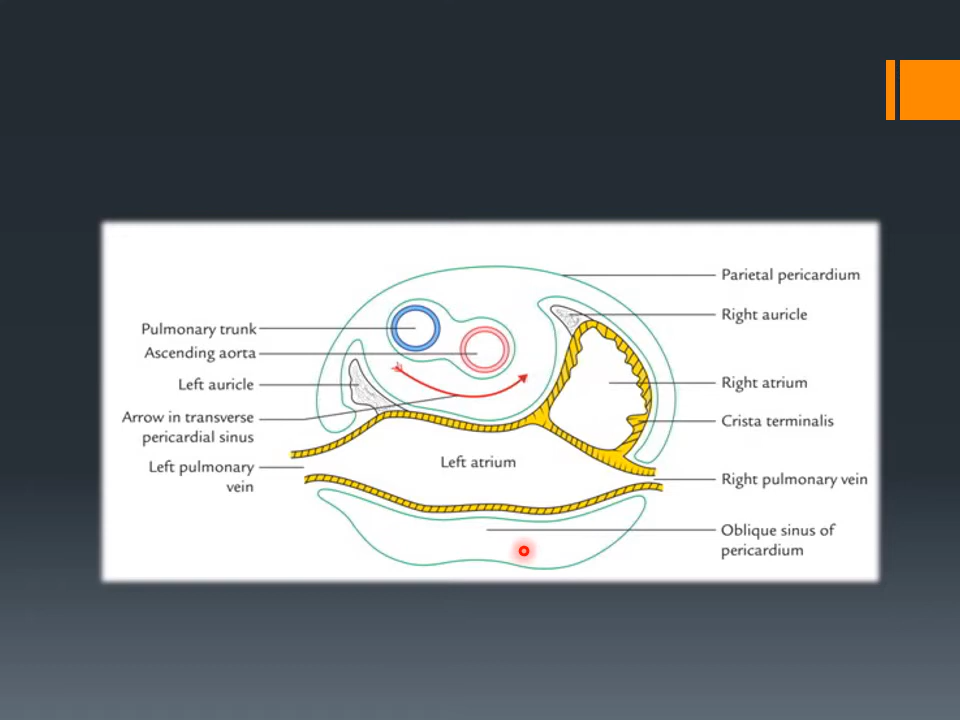 Parietal pericardium
Right auricle
Pulmonary trunk
Ascending aorta
Left auricle
Right atrium
Arrow in transverse
pericardial sinus
Crista terminalis
Left atrium
Left pulmonary
vein
Right pulmonary vein
Oblique sinus of
pericardium